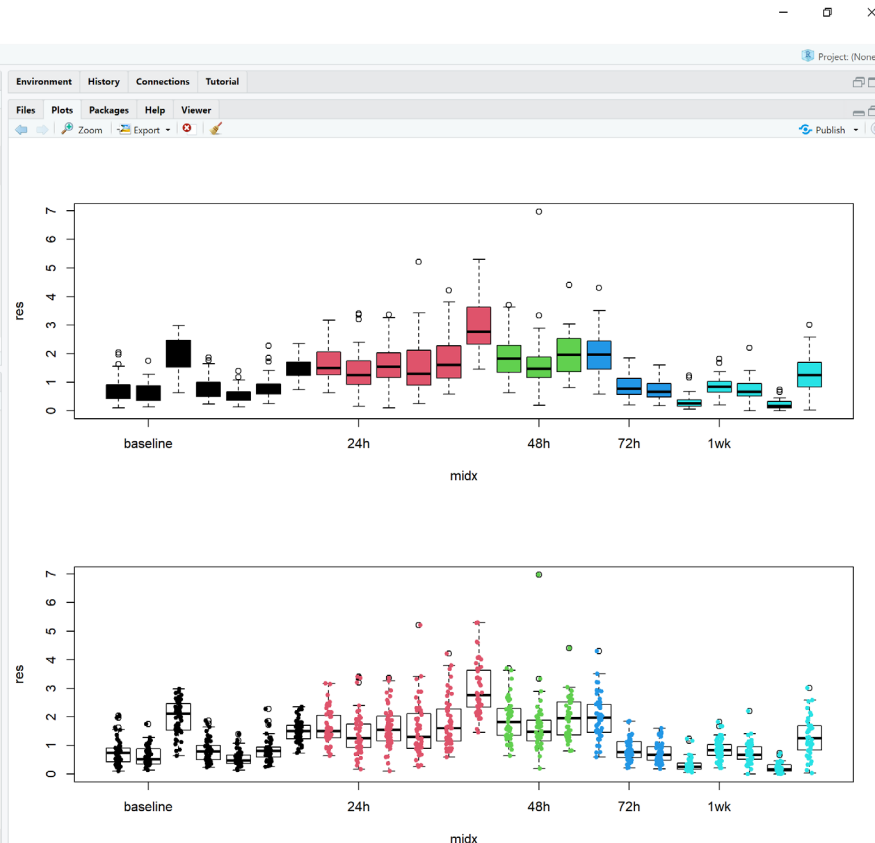 Project: (None
Environment History Connections Tutorial
Files Plots Packages Help Viewer
Zoom Export Publish
7
6
5
4
3
2
1
0
res
baseline 24h 48h 72h 1wk
midx
7
6
5
4
3
2
1
0
res
baseline 24h 48h 72h 1wk
midx